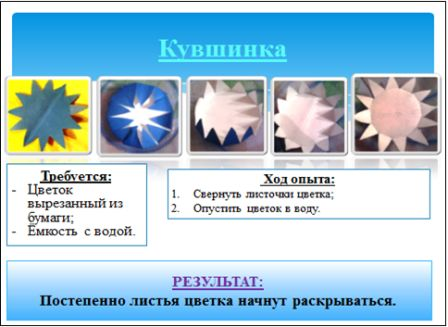 Кувшинка
Требуется:
- Цветок
вырезанный из
бумаги;
- Ёмкость с водой.
Ход опыта:
1. Свернуть листочки цветка;
2. Опустить цветок в воду.
РЕЗУЛЬТАТ:
Постепенно листья цветка начнут раскрываться.